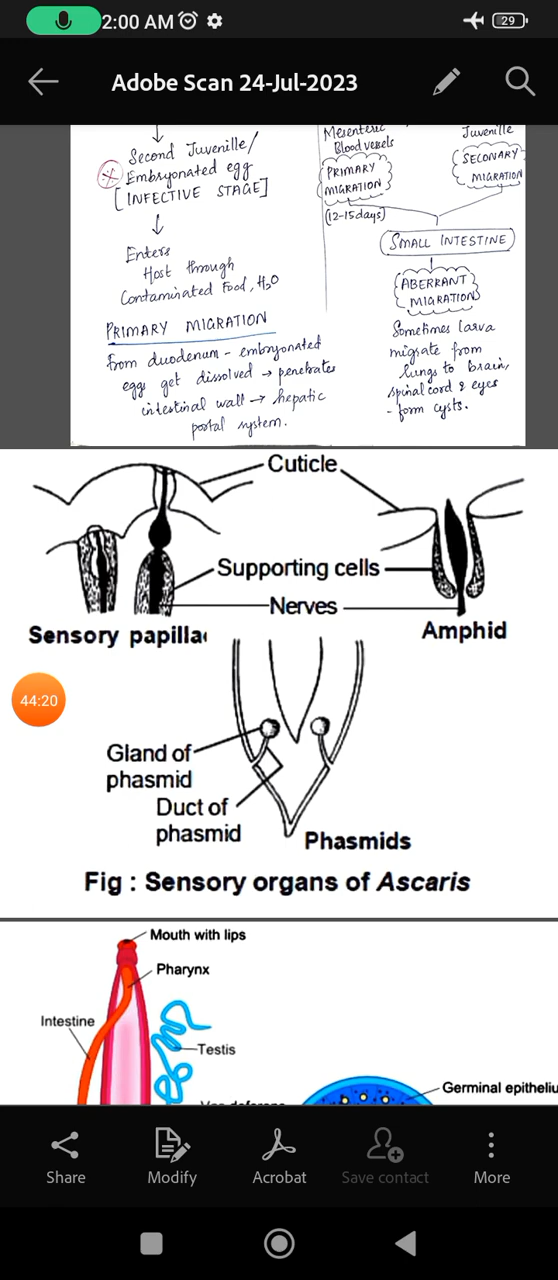 2:00 AM
29
Adobe Scan 24-Jul-2023
Second Juvenille/
Embryonated egg
[INFECTIVE STAGE]
Enters
Host through
Contaminated Food, H2O
PRIMARY MIGRATION
From duodenum - embryonated
eggs get dissolved → penetrates
intestinal wall → hepatic
portal system.
Mesenteric
Blood vessels
PRIMARY
MIGRATION
(12-15days)
Juvenille
SECONARY
MIGRATION
SMALL INTESTINE
ABERRANT
MIGRATIONS
Sometimes larva
migrate from
lungs to brain,
spinal cord & eyes
- form cysts.
Cuticle
Supporting cells
Nerves
Sensory papilla
Amphid
44:20
Gland of
phasmid
Duct of
phasmid
Phasmids
Fig : Sensory organs of Ascaris
Mouth with lips
Pharynx
Intestine
Testis
Germinal epitheliu
Share
Modify
Acrobat
Save contact
More